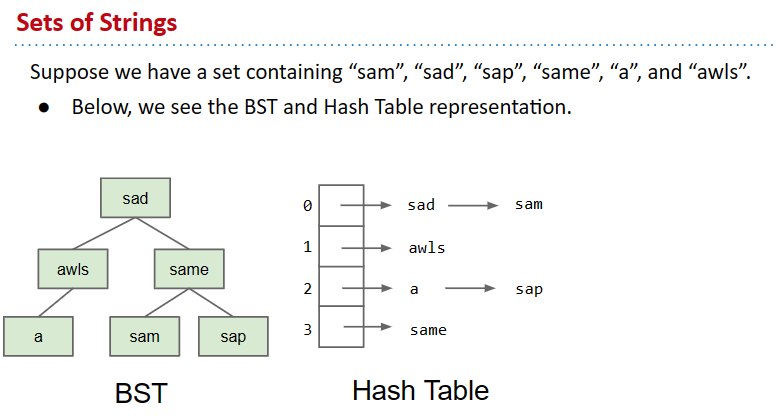 Sets of Strings
Suppose we have a set containing “sam”, “sad”, “sap”, “same”, “a”, and “awls”.
● Below, we see the BST and Hash Table representation.
sad
awls same
a sam sap
BST
0 sad sam
1 awls
2 a sap
3 same
Hash Table